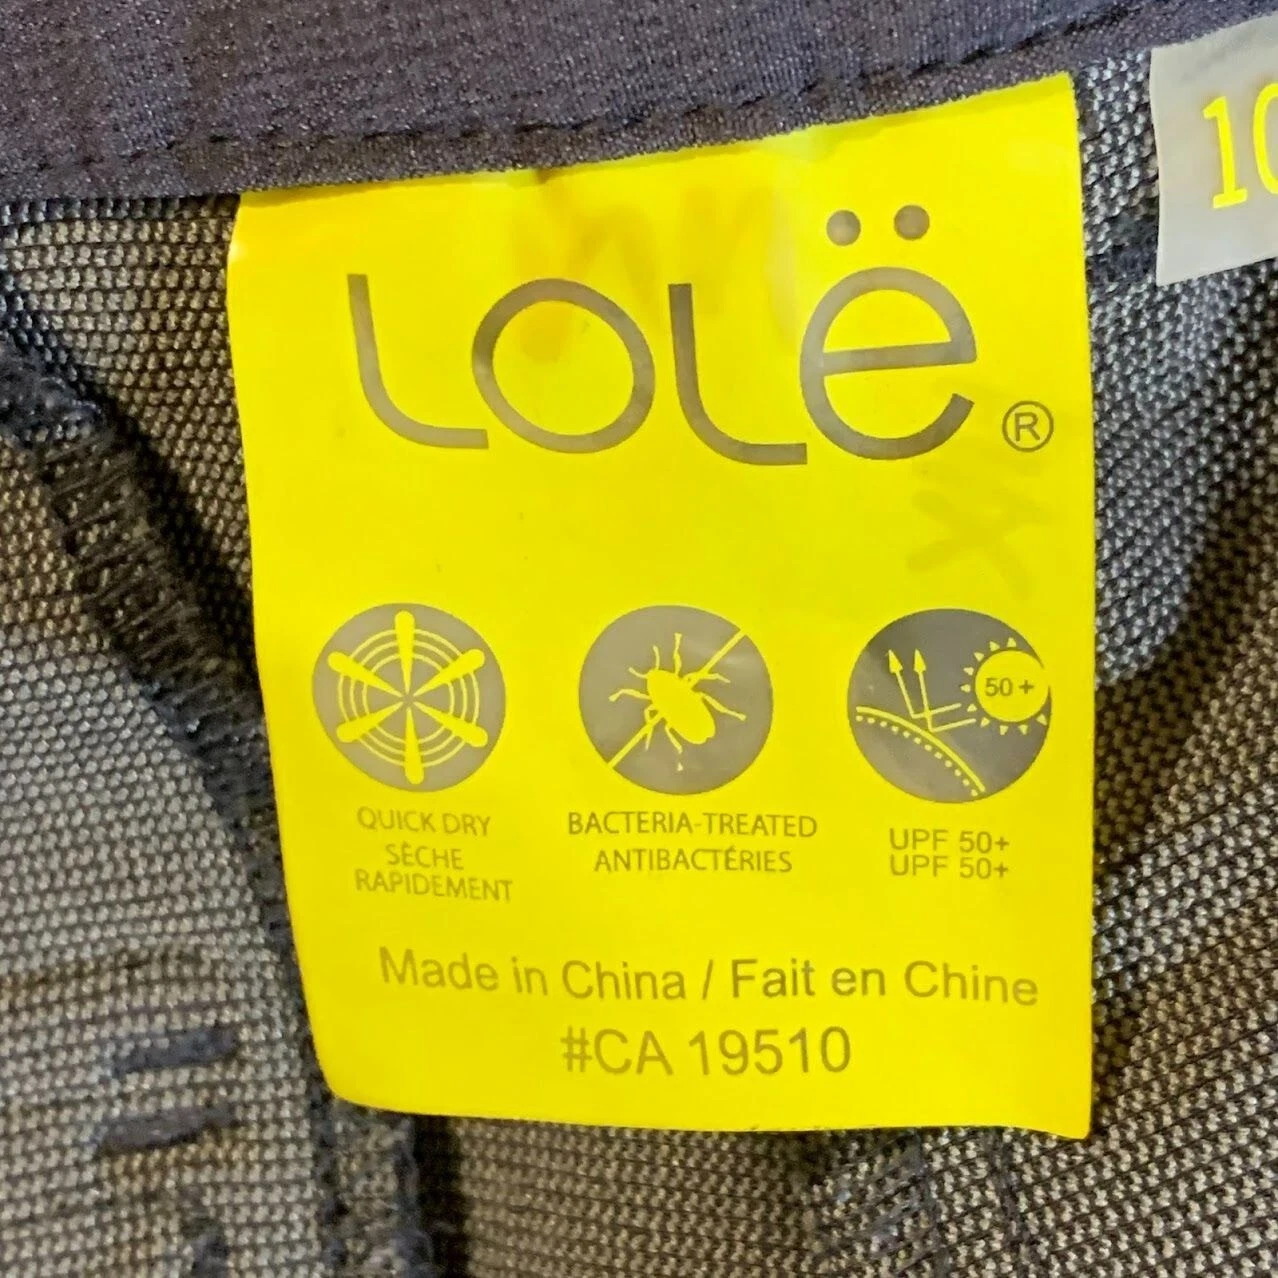 10
Lolë®
50+
QUICK DRY
SÈCHE
RAPIDEMENT
BACTERIA-TREATED
ANTIBACTÉRIES
UPF 50+
UPF 50+
Made in China / Fait en Chine
#CA 19510